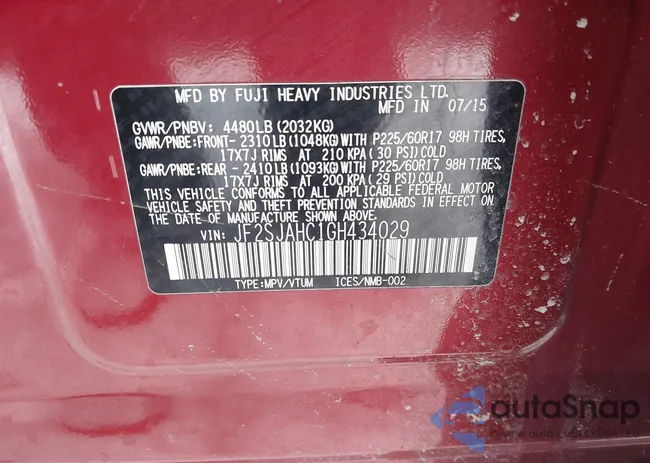 MFD BY FUJI HEAVY INDUSTRIES LTD.
MFD IN 07/15
GVWR/PNBV: 4480LB (2032KG)
GAWR/PNBE:FRONT- 2310LB (1048KG) WITH P225/60R17 98H TIRES,
17X7J RIMS AT 210 KPA (30 PSI) COLD
GAWR/PNBE:REAR - 2410LB (1093KG) WITH P225/60R17 98H TIRES,
17X7J RIMS AT 200 KPA (29 PSI) COLD
THIS VEHICLE CONFORMS TO ALL APPLICABLE FEDERAL MOTOR
VEHICLE SAFETY AND THEFT PREVENTION STANDARDS IN EFFECT
ON THE DATE OF MANUFACTURE SHOWN ABOVE.
VIN: JF2SJAHC1GH434029
TYPE:MPV/VTUM ICES/NMB-002
autaSnap